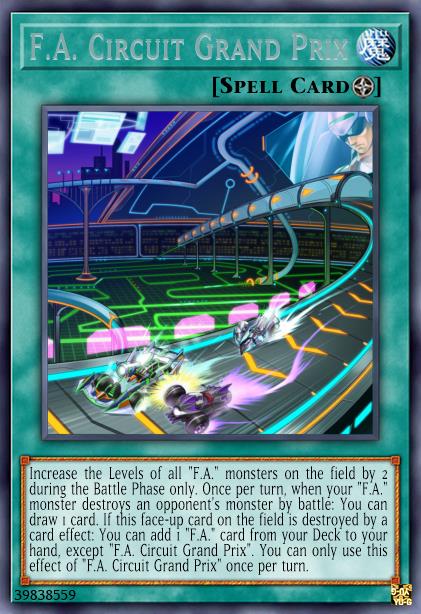 F.A. Circuit Grand Prix
[Spell Card]
Increase the Levels of all "F.A." monsters on the field by 2
during the Battle Phase only. Once per turn, when your "F.A."
monster destroys an opponent's monster by battle: You can
draw 1 card. If this face-up card on the field is destroyed by a
card effect: You can add 1 "F.A." card from your Deck to your
hand, except "F.A. Circuit Grand Prix". You can only use this
effect of "F.A. Circuit Grand Prix" once per turn.
39838559